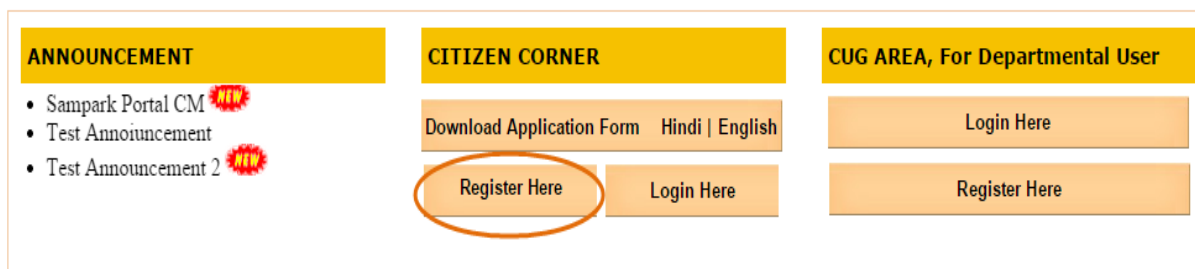 ANNOUNCEMENT
Sampark Portal CM NEW
Test Annoiuncement
Test Announcement 2 NEW
CITIZEN CORNER
Download Application Form Hindi | English
Register Here
Login Here
CUG AREA, For Departmental User
Login Here
Register Here